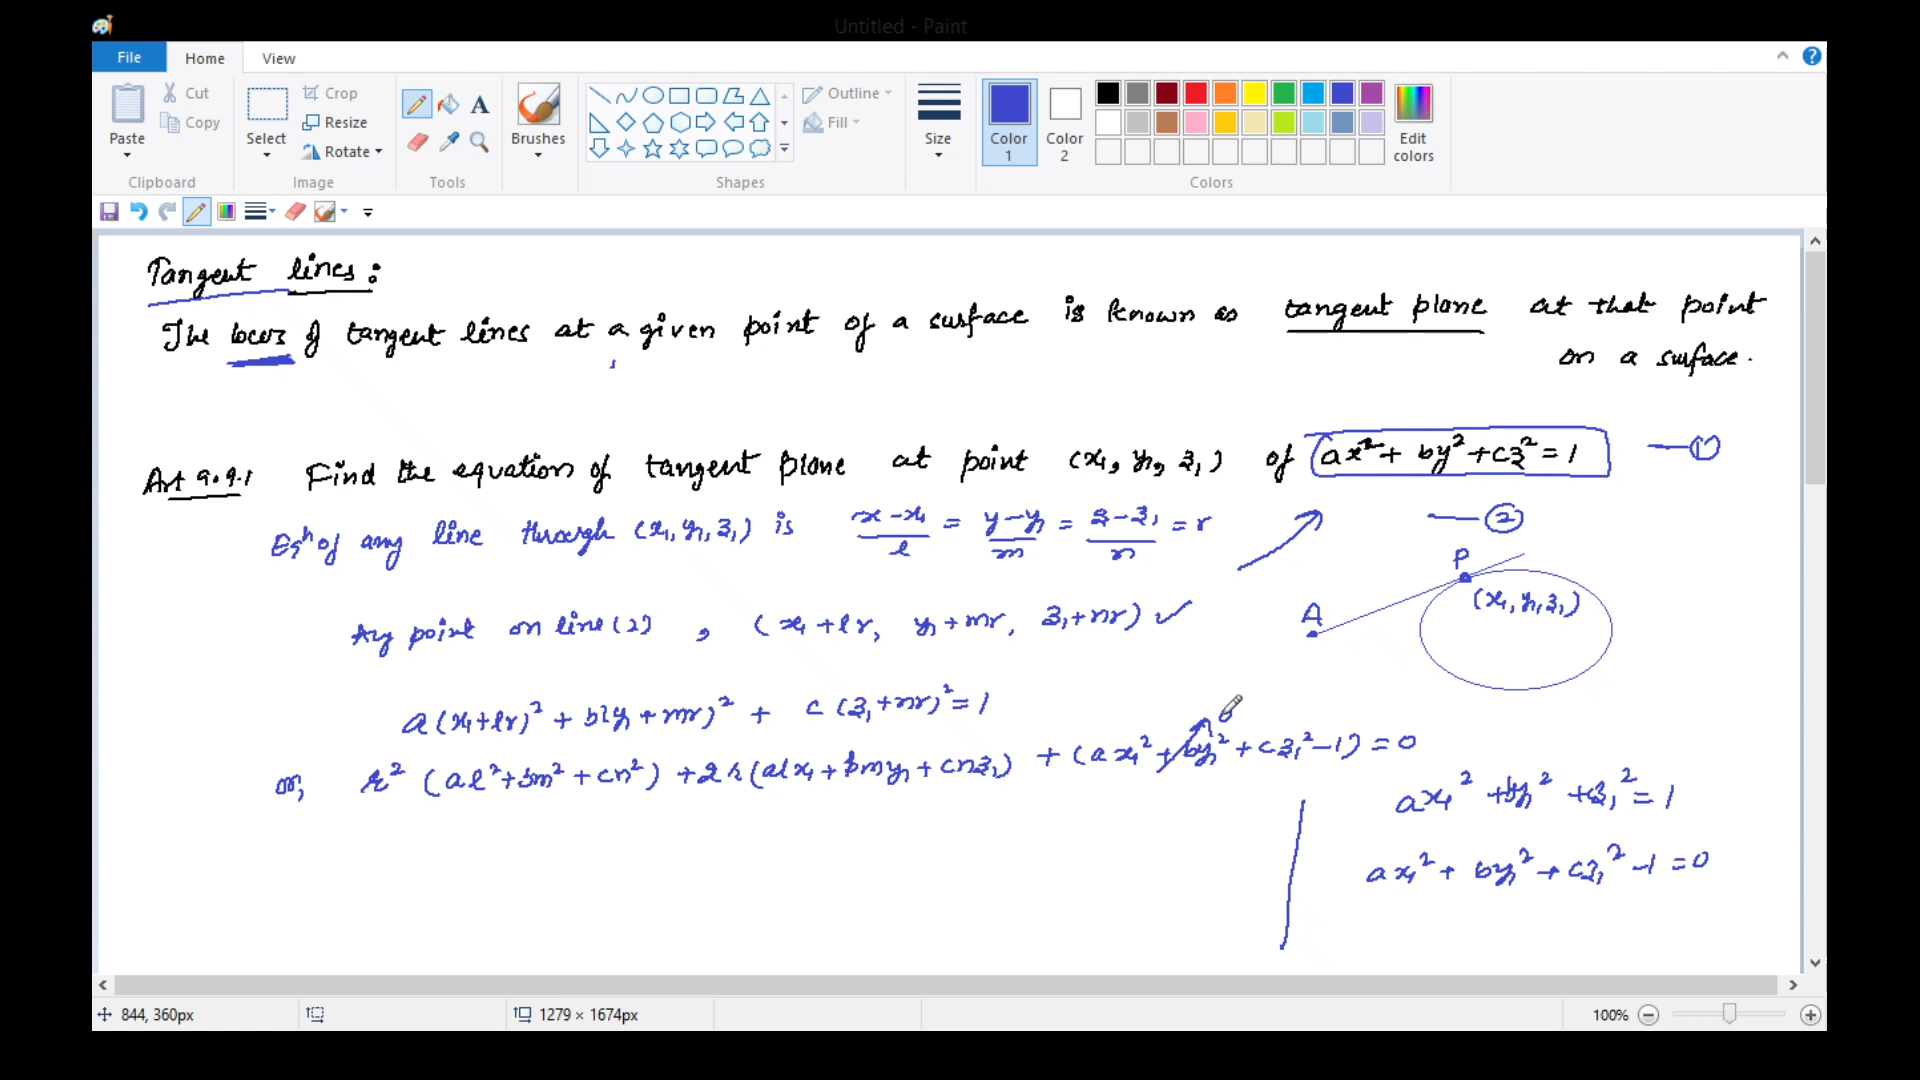 Untitled - Paint
File Home View
Paste Cut Copy Clipboard
Select Crop Resize Rotate Image
Tools
Brushes
Outline Fill Shapes
Size
Color 1 Color 2 Edit colors Colors
Tangent lines:
The locus of tangent lines at a given point of a surface is known as tangent plane at that point
on a surface.
Art 9.9.1 Find the equation of tangent plane at point (x₁, y₁, z₁) of ax² + by² + cz² = 1 —①
Eqⁿ of any line through (x₁, y₁, z₁) is (x-x₁)/l = (y-y₁)/m = (z-z₁)/n = r —②
P
A (x₁, y₁, z₁)
Any point on line (2), (x₁+lr, y₁+mr, z₁+nr) ✓
a(x₁+lr)² + b(y₁+mr)² + c(z₁+nr)² = 1
or, r²(al²+bm²+cn²) + 2r(alx₁+bmy₁+cnz₁) + (ax₁²+by₁²+cz₁²-1) = 0
ax₁² + by₁² + cz₁² = 1
ax₁² + by₁² + cz₁² -1 = 0
844, 360px 1279 × 1674px 100%